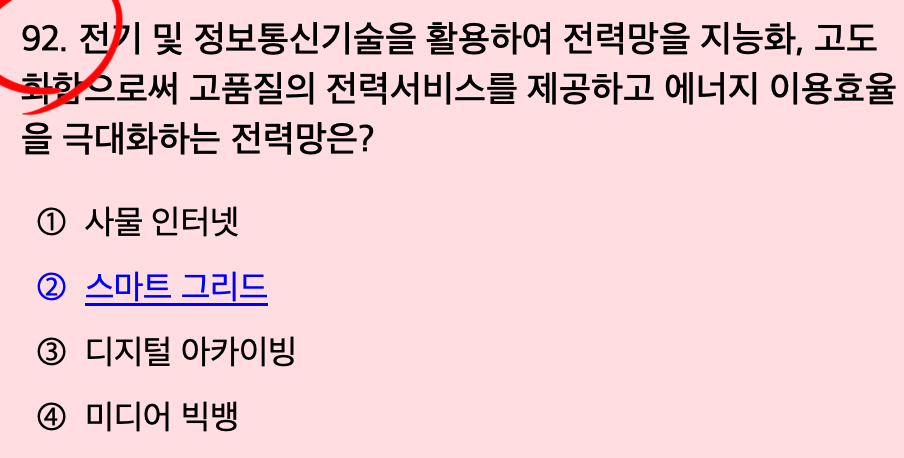 92. 전기 및 정보통신기술을 활용하여 전력망을 지능화, 고도
화함으로써 고품질의 전력서비스를 제공하고 에너지 이용효율
을 극대화하는 전력망은?
① 사물 인터넷
② 스마트 그리드
③ 디지털 아카이빙
④ 미디어 빅뱅